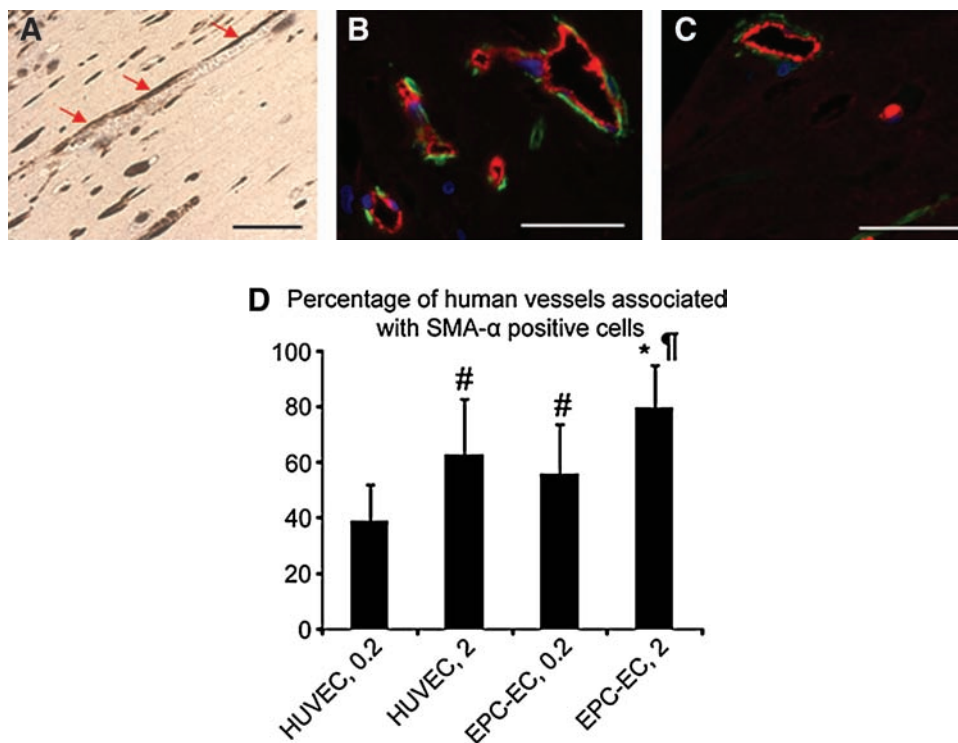 A
B
C
D Percentage of human vessels associated
with SMA-α positive cells
* ¶
100
#
#
80
60
40
20
0
HUVEC, 0.2
HUVEC, 2
EPC-EC, 0.2
EPC-EC, 2